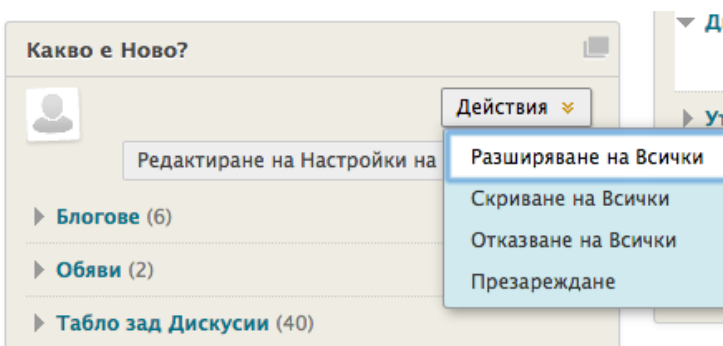 Какво е Ново?
Действия
Редактиране на Настройки на
Разширяване на Всички
Скриване на Всички
Отказване на Всички
Презареждане
Блогове (6)
Обяви (2)
Табло зад Дискусии (40)